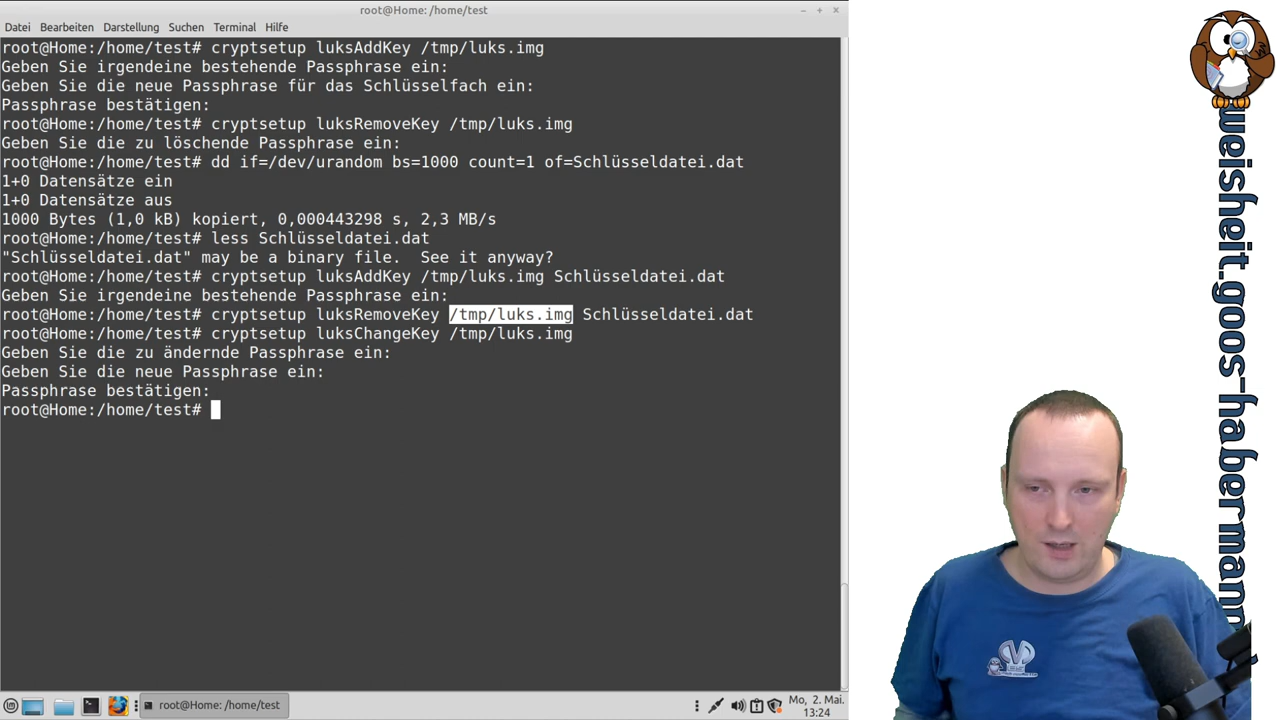 root@Home: /home/test
Datei Bearbeiten Darstellung Suchen Terminal Hilfe
root@Home:/home/test# cryptsetup luksAddKey /tmp/luks.img
Geben Sie irgendeine bestehende Passphrase ein:
Geben Sie die neue Passphrase für das Schlüsselfach ein:
Passphrase bestätigen:
root@Home:/home/test# cryptsetup luksRemoveKey /tmp/luks.img
Geben Sie die zu löschende Passphrase ein:
root@Home:/home/test# dd if=/dev/urandom bs=1000 count=1 of=Schlüsseldatei.dat
1+0 Datensätze ein
1+0 Datensätze aus
1000 Bytes (1,0 kB) kopiert, 0,000443298 s, 2,3 MB/s
root@Home:/home/test# less Schlüsseldatei.dat
"Schlüsseldatei.dat" may be a binary file.  See it anyway?
root@Home:/home/test# cryptsetup luksAddKey /tmp/luks.img Schlüsseldatei.dat
Geben Sie irgendeine bestehende Passphrase ein:
root@Home:/home/test# cryptsetup luksRemoveKey /tmp/luks.img Schlüsseldatei.dat
root@Home:/home/test# cryptsetup luksChangeKey /tmp/luks.img
Geben Sie die zu ändernde Passphrase ein:
Geben Sie die neue Passphrase ein:
Passphrase bestätigen:
root@Home:/home/test#
root@Home: /home/test
Mo, 2. Mai.
13:24
weisheit.goos-habermann